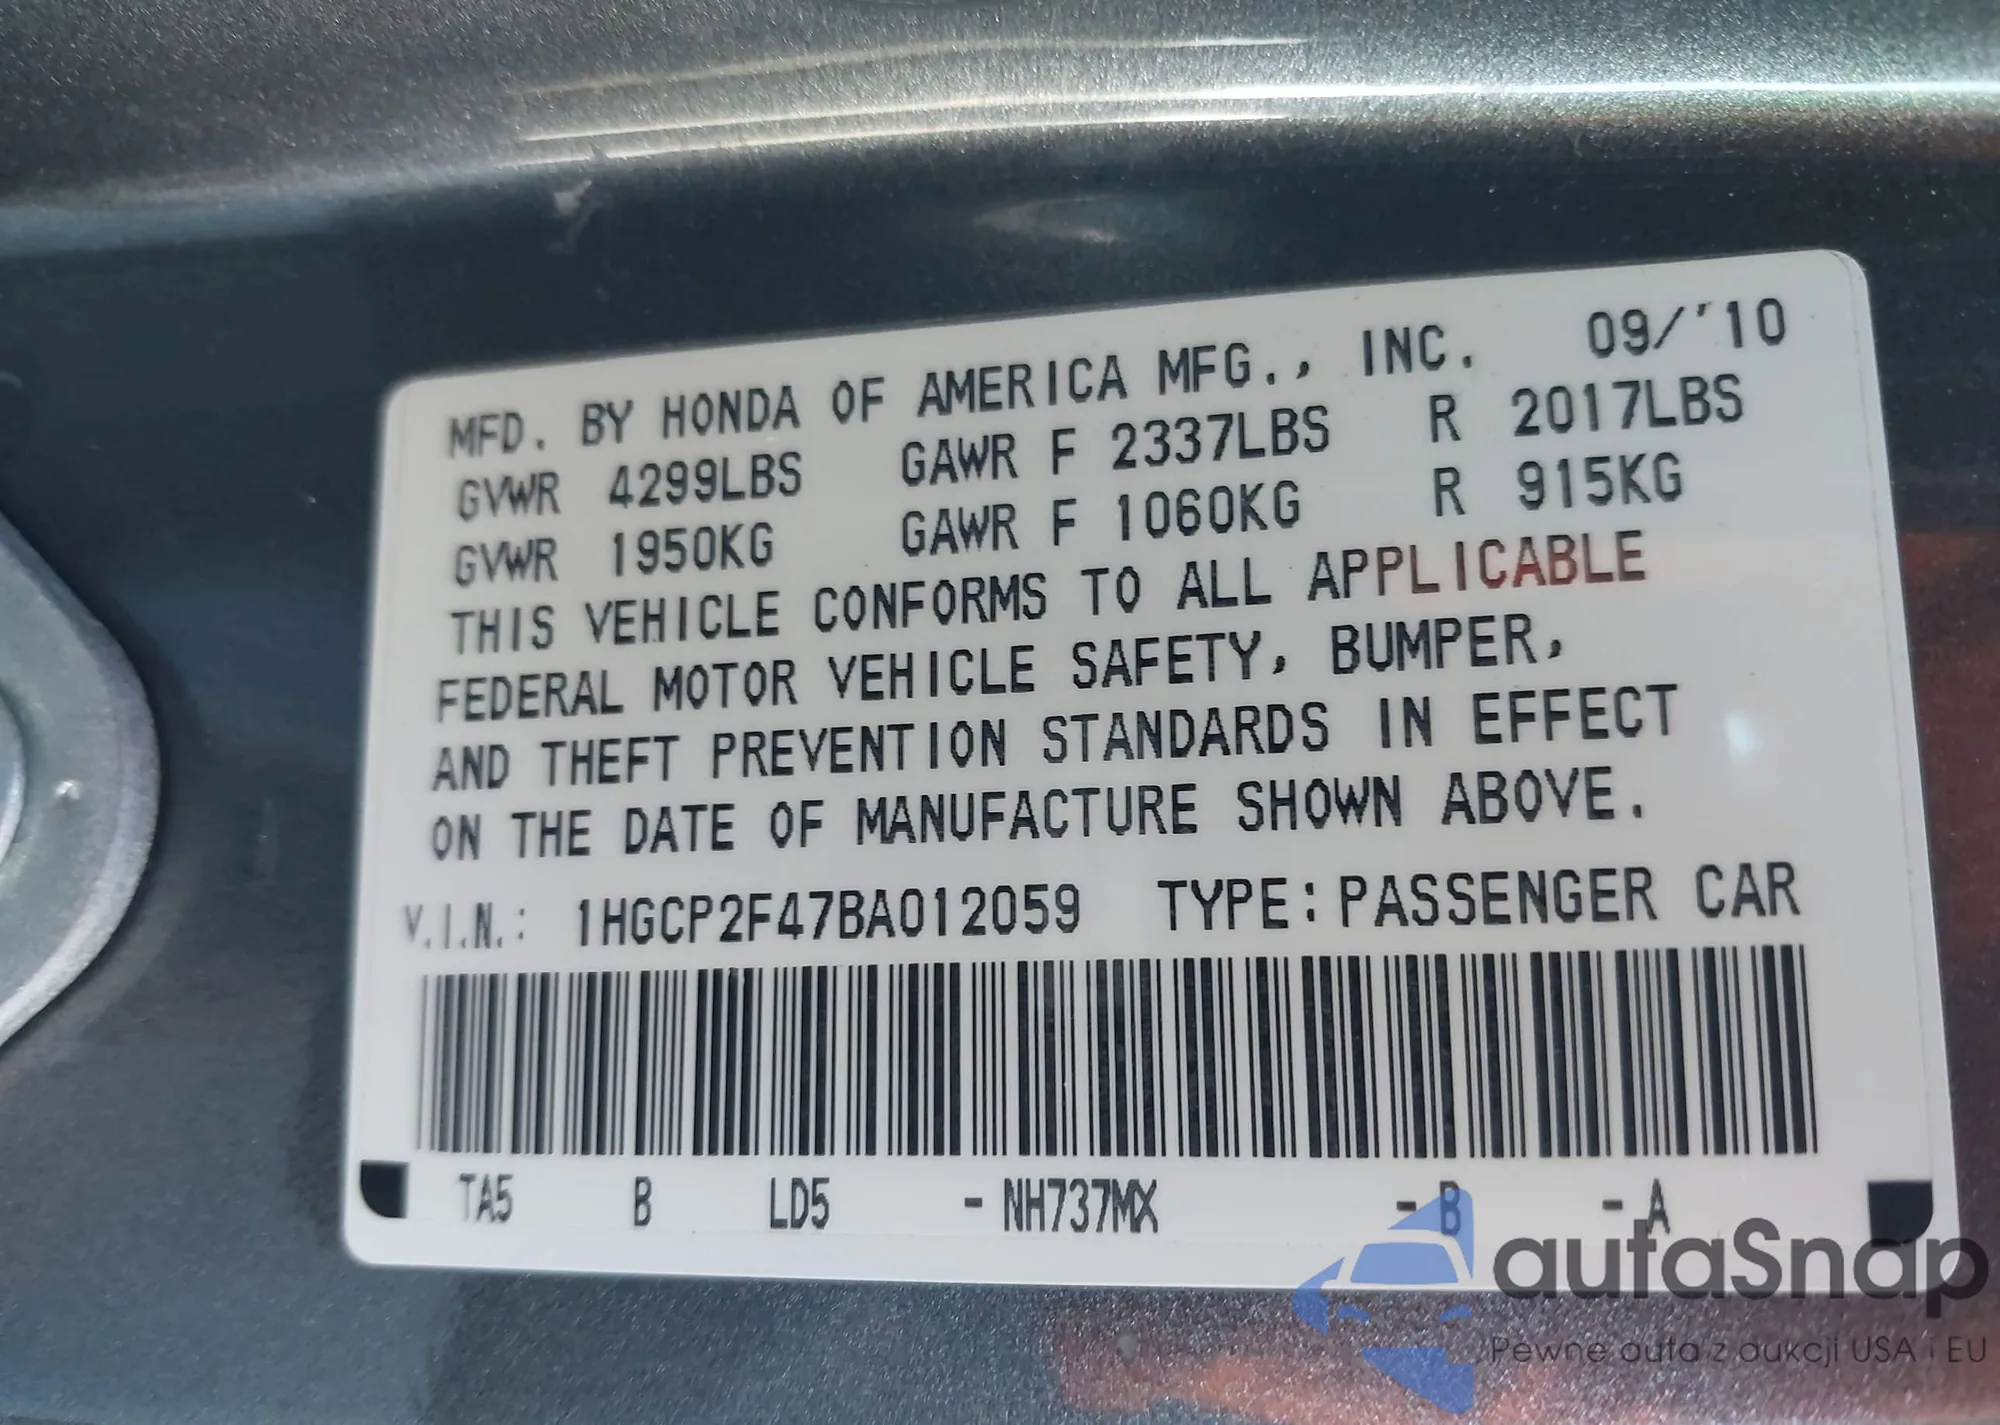 MFD. BY HONDA OF AMERICA MFG., INC. 09/'10
GVWR 4299LBS GAWR F 2337LBS R 2017LBS
GVWR 1950KG GAWR F 1060KG R 915KG
THIS VEHICLE CONFORMS TO ALL APPLICABLE
FEDERAL MOTOR VEHICLE SAFETY, BUMPER,
AND THEFT PREVENTION STANDARDS IN EFFECT
ON THE DATE OF MANUFACTURE SHOWN ABOVE.
V.I.N.: 1HGCP2F47BA012059 TYPE:PASSENGER CAR
TA5 B LD5 - NH737MX - B - A
autaSnap
Pewne auta z aukcji USA i EU